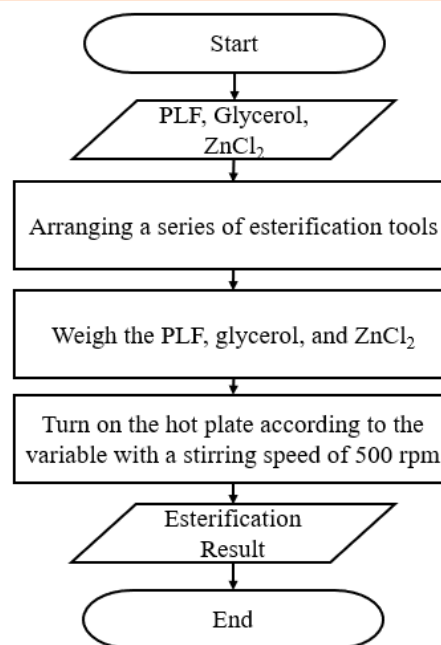 Start
PLF, Glycerol,
ZnCl₂
Arranging a series of esterification tools
Weigh the PLF, glycerol, and ZnCl₂
Turn on the hot plate according to the
variable with a stirring speed of 500 rpm
Esterification
Result
End